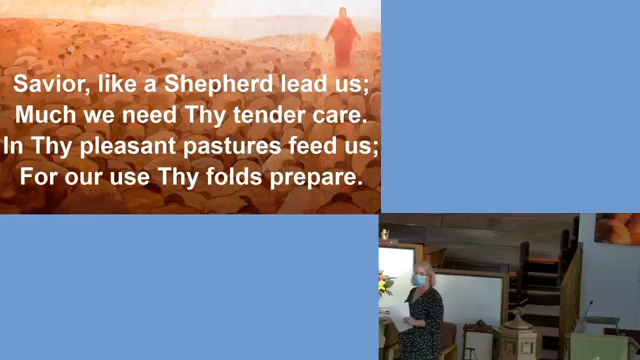 Savior, like a Shepherd lead us;
Much we need Thy tender care.
In Thy pleasant pastures feed us;
For our use Thy folds prepare.